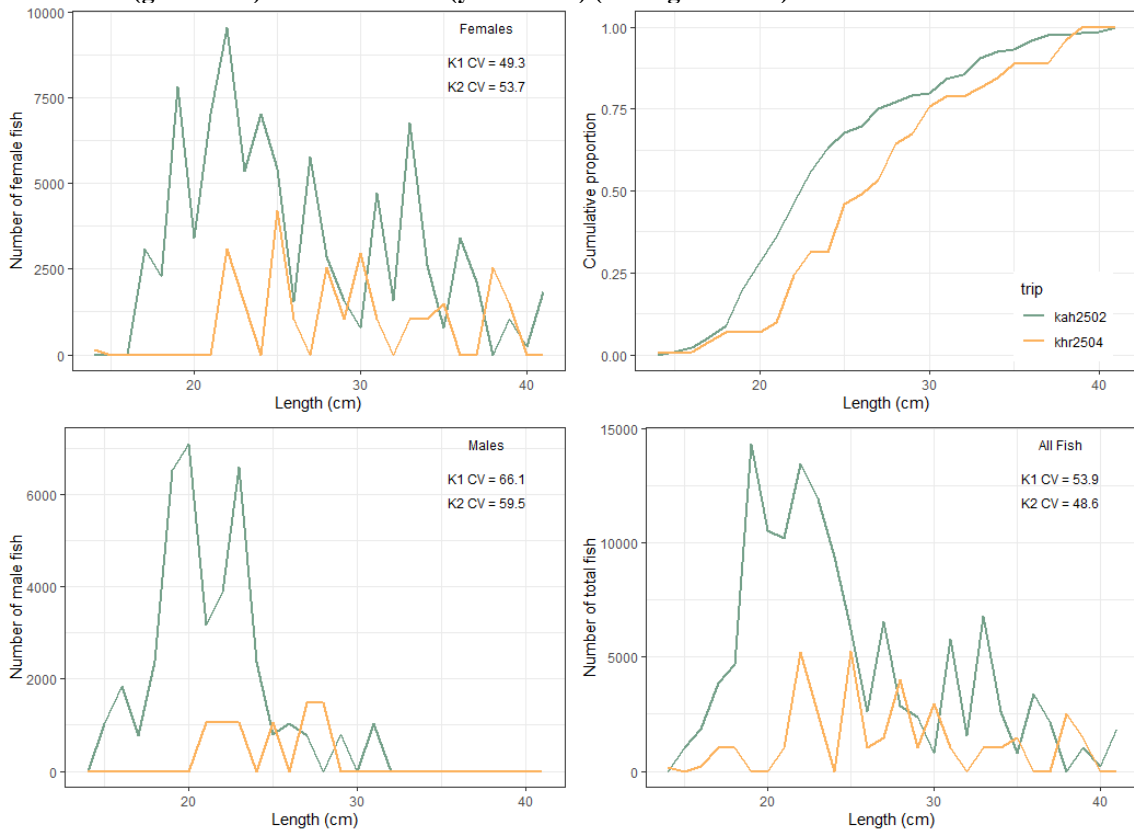 10000
7500
5000
2500
0
Number of female fish
Females
K1 CV = 49.3
K2 CV = 53.7
20
30
40
Length (cm)
1.00
0.75
0.50
0.25
0.00
Cumulative proportion
trip
kah2502
khr2504
20
30
40
Length (cm)
6000
4000
2000
0
Number of male fish
Males
K1 CV = 66.1
K2 CV = 59.5
20
30
40
Length (cm)
15000
10000
5000
0
Number of total fish
All Fish
K1 CV = 53.9
K2 CV = 48.6
20
30
40
Length (cm)